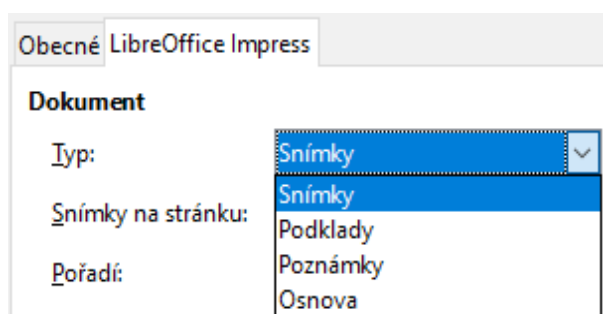 Obecné LibreOffice Impress
Dokument
Typ: Snímky
Snímky
Snímky na stránku:
Podklady
Poznámky
Pořadí:
Osnova